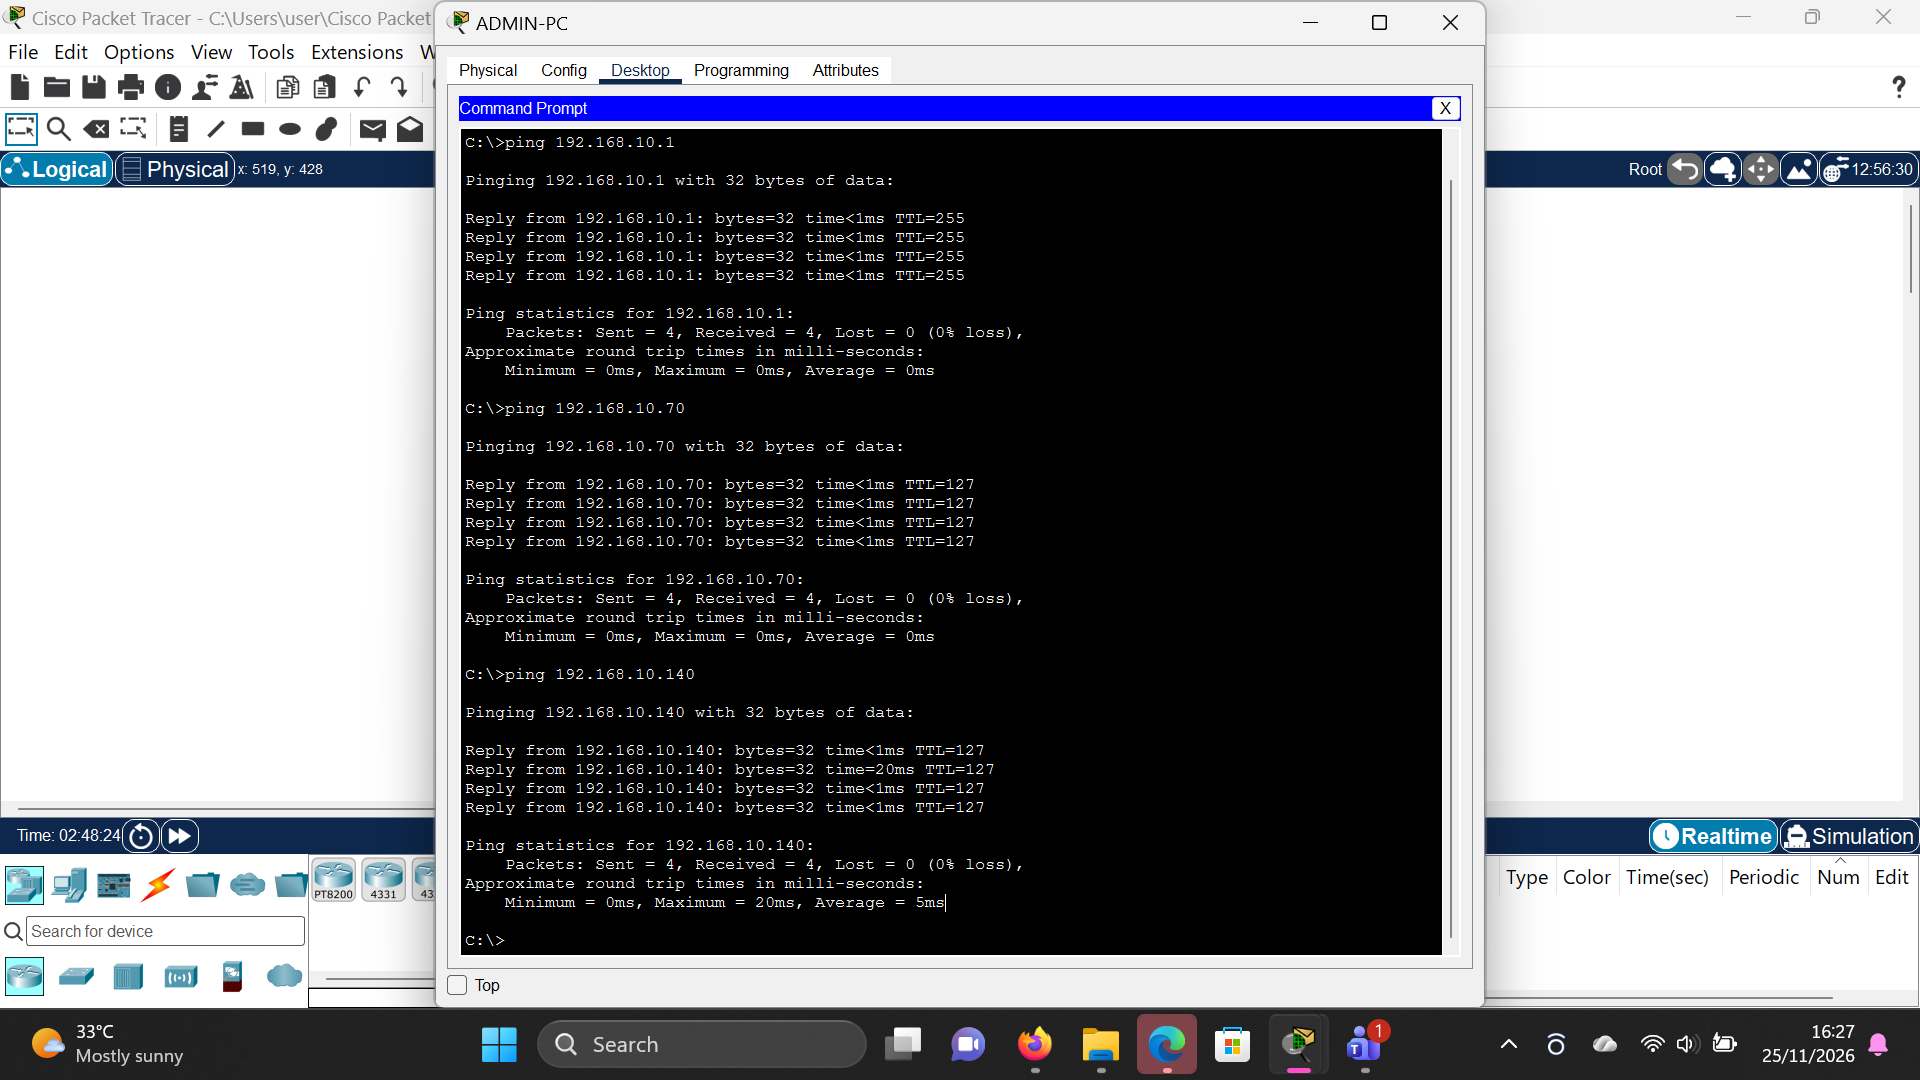 Cisco Packet Tracer - C:\Users\user\Cisco Packet
File Edit Options View Tools Extensions W
Logical
Physical
x: 519, y: 428
ADMIN-PC
Physical Config Desktop Programming Attributes
Command Prompt
X
C:\>ping 192.168.10.1
Pinging 192.168.10.1 with 32 bytes of data:
Reply from 192.168.10.1: bytes=32 time<1ms TTL=255
Reply from 192.168.10.1: bytes=32 time<1ms TTL=255
Reply from 192.168.10.1: bytes=32 time<1ms TTL=255
Reply from 192.168.10.1: bytes=32 time<1ms TTL=255
Ping statistics for 192.168.10.1:
Packets: Sent = 4, Received = 4, Lost = 0 (0% loss),
Approximate round trip times in milli-seconds:
Minimum = 0ms, Maximum = 0ms, Average = 0ms
C:\>ping 192.168.10.70
Pinging 192.168.10.70 with 32 bytes of data:
Reply from 192.168.10.70: bytes=32 time<1ms TTL=127
Reply from 192.168.10.70: bytes=32 time<1ms TTL=127
Reply from 192.168.10.70: bytes=32 time<1ms TTL=127
Reply from 192.168.10.70: bytes=32 time<1ms TTL=127
Ping statistics for 192.168.10.70:
Packets: Sent = 4, Received = 4, Lost = 0 (0% loss),
Approximate round trip times in milli-seconds:
Minimum = 0ms, Maximum = 0ms, Average = 0ms
C:\>ping 192.168.10.140
Pinging 192.168.10.140 with 32 bytes of data:
Reply from 192.168.10.140: bytes=32 time<1ms TTL=127
Reply from 192.168.10.140: bytes=32 time=20ms TTL=127
Reply from 192.168.10.140: bytes=32 time<1ms TTL=127
Reply from 192.168.10.140: bytes=32 time<1ms TTL=127
Ping statistics for 192.168.10.140:
Packets: Sent = 4, Received = 4, Lost = 0 (0% loss),
Approximate round trip times in milli-seconds:
Minimum = 0ms, Maximum = 20ms, Average = 5ms
C:\>
Top
?
Root
12:56:30
Time: 02:48:24
Realtime
Simulation
PT8200
4331
43
Search for device
Type Color Time(sec) Periodic Num Edit
33°C
Mostly sunny
Search
1
16:27
25/11/2026